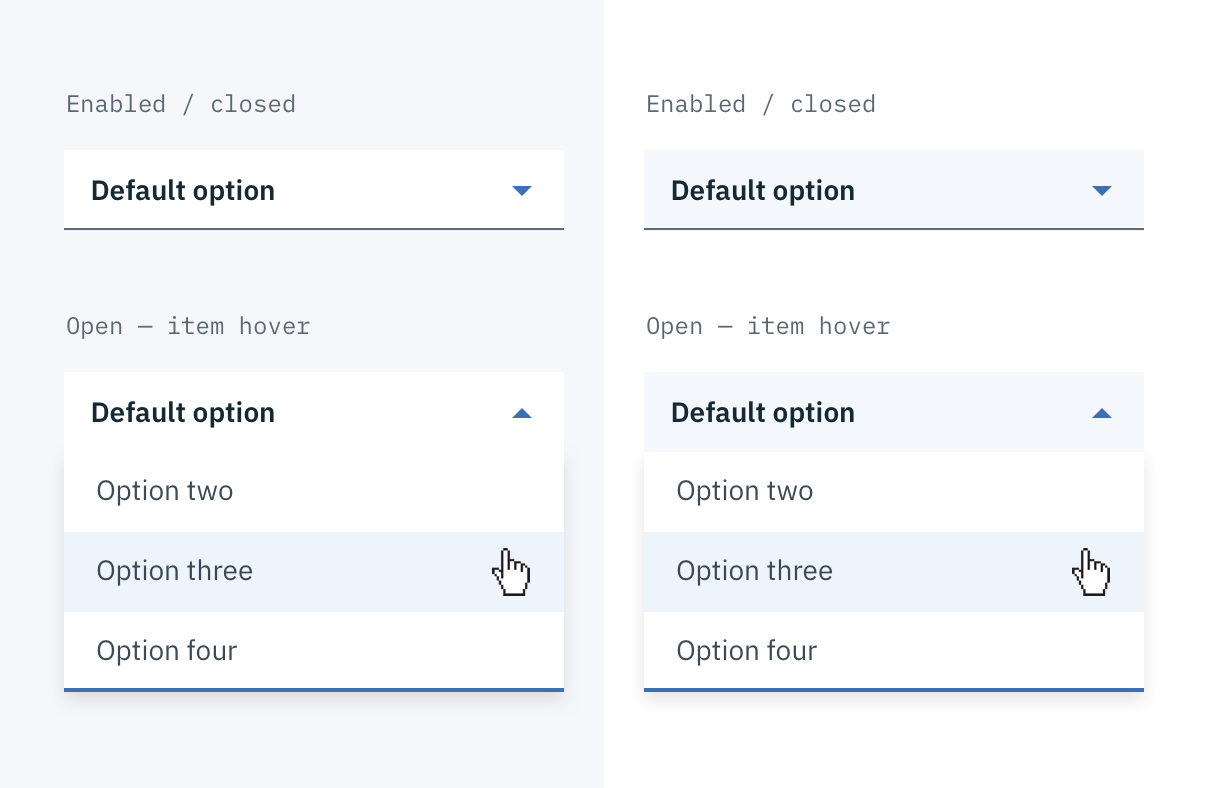 Enabled / closed
Default option
Open — item hover
Default option
Option two
Option three
Option four
Enabled / closed
Default option
Open — item hover
Default option
Option two
Option three
Option four